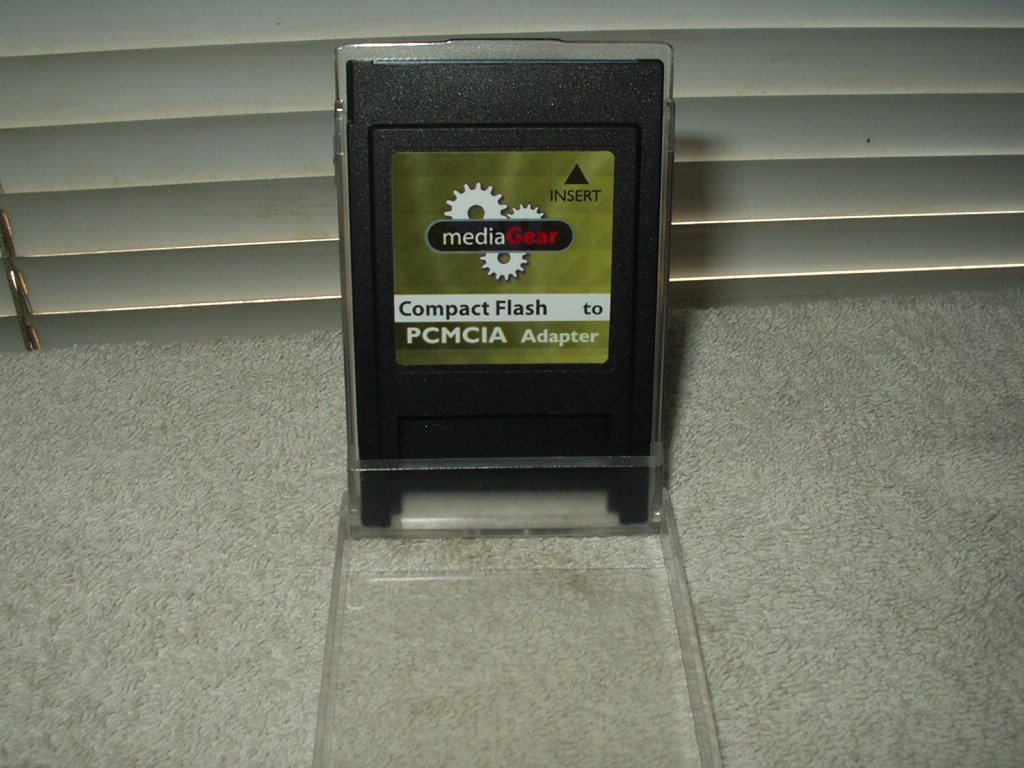 INSERT
mediaGear
Compact Flash to
PCMCIA Adapter